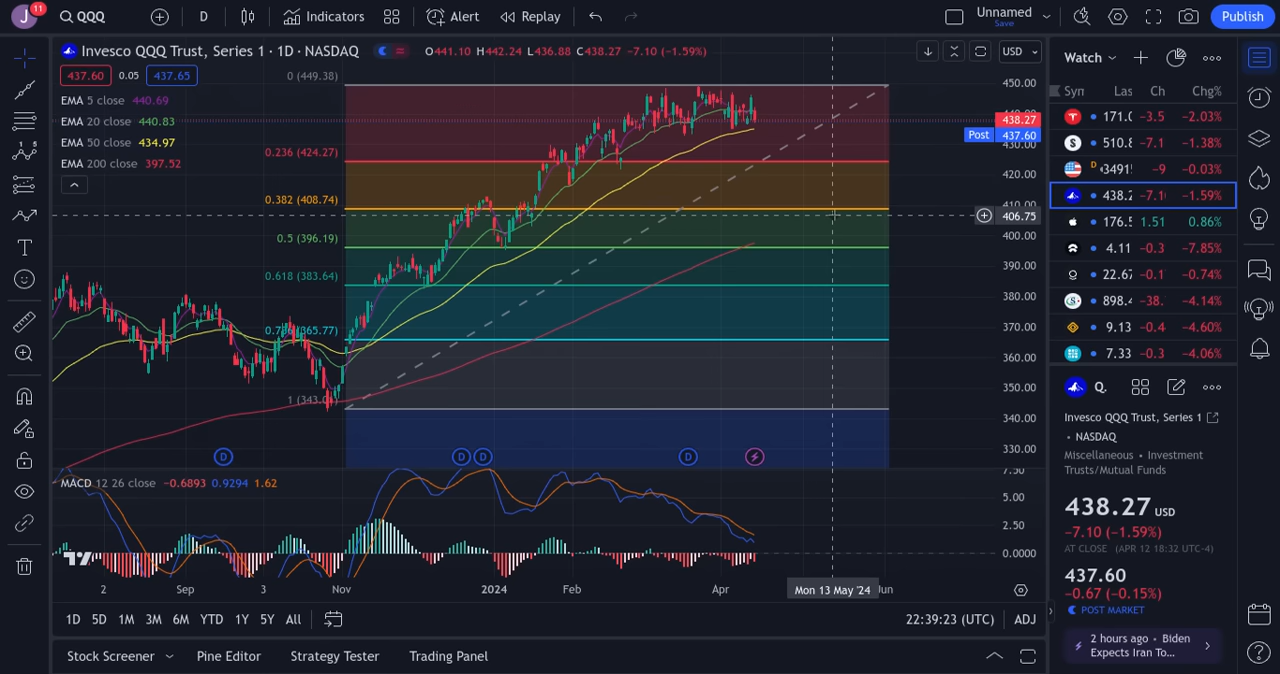 J 11 QQQ D Indicators Alert Replay Unnamed Save Publish
Invesco QQQ Trust, Series 1 · 1D · NASDAQ O441.10 H442.24 L436.88 C438.27 −7.10 (−1.59%) USD
437.60 0.05 437.65
EMA 5 close 440.69
EMA 20 close 440.83
EMA 50 close 434.97
EMA 200 close 397.52
0 (449.38)
0.236 (424.27)
0.382 (408.74)
0.5 (396.19)
0.618 (383.64)
(365.77)
450.00
438.27
Post 437.60
430.00
420.00
410.00
406.75
400.00
390.00
380.00
370.00
360.00
350.00
340.00
330.00
D D D D
MACD 12 26 close −0.6893 0.9294 1.62
7.50
5.00
2.50
0.0000
2 Sep 3 Nov 2024 Feb Apr Mon 13 May '24
1D 5D 1M 3M 6M YTD 1Y 5Y All 22:39:23 (UTC) ADJ
Stock Screener Pine Editor Strategy Tester Trading Panel
Watch
Syn Las Ch Chg%
171.0 −3.5 −2.03%
510.8 −7.1 −1.38%
D 3491 −9 −0.03%
438.2 −7.1 −1.59%
176.5 1.51 0.86%
4.11 −0.3 −7.85%
22.67 −0.1 −0.74%
898.4 −38. −4.14%
9.13 −0.4 −4.60%
7.33 −0.3 −4.06%
Q.
Invesco QQQ Trust, Series 1
• NASDAQ
Miscellaneous • Investment
Trusts/Mutual Funds
438.27 USD
−7.10 (−1.59%)
AT CLOSE (APR 12 18:32 UTC-4)
437.60
−0.67 (−0.15%)
POST MARKET
2 hours ago • Biden
Expects Iran To...